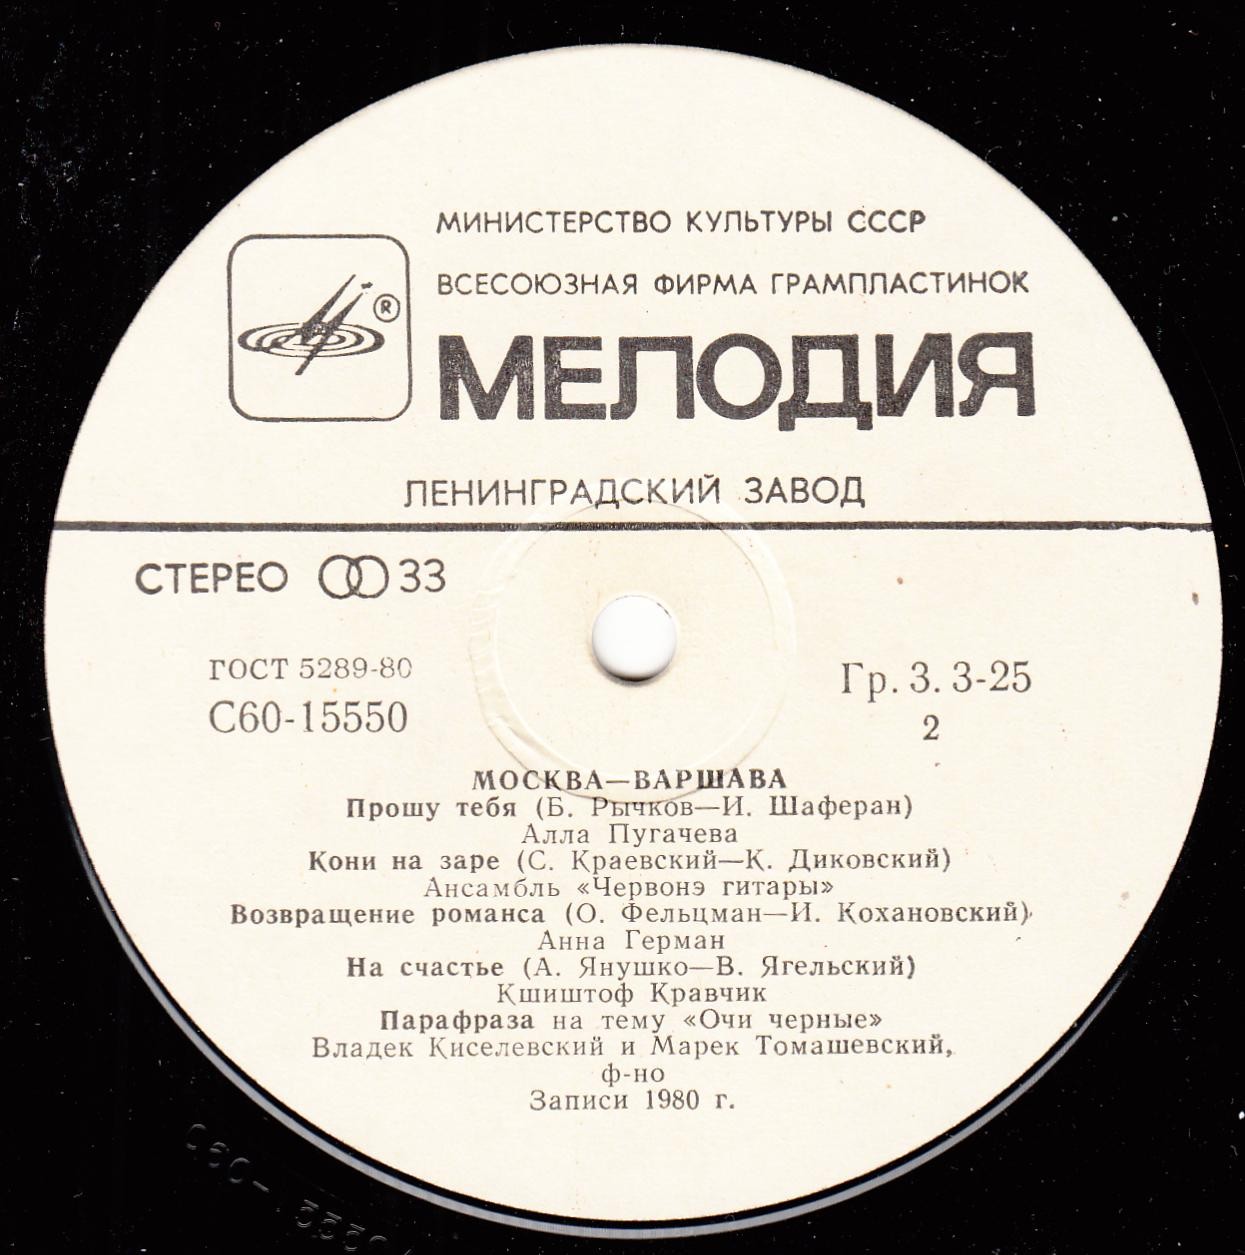 МИНИСТЕРСТВО КУЛЬТУРЫ СССР
ВСЕСОЮЗНАЯ ФИРМА ГРАМПЛАСТИНОК
®
МЕЛОДИЯ
ЛЕНИНГРАДСКИЙ ЗАВОД
СТЕРЕО 33
ГОСТ 5289-80
С60-15550
Гр. 3. 3-25
2
МОСКВА—ВАРШАВА
Прошу тебя (Б. Рычков—И. Шаферан)
Алла Пугачева
Кони на заре (С. Краевский—К. Диковский)
Ансамбль «Червонэ гитары»
Возвращение романса (О. Фельцман—И. Кохановский)
Анна Герман
На счастье (А. Янушко—В. Ягельский)
Кшиштоф Кравчик
Парафраза на тему «Очи черные»
Владек Киселевский и Марек Томашевский,
ф-но
Записи 1980 г.